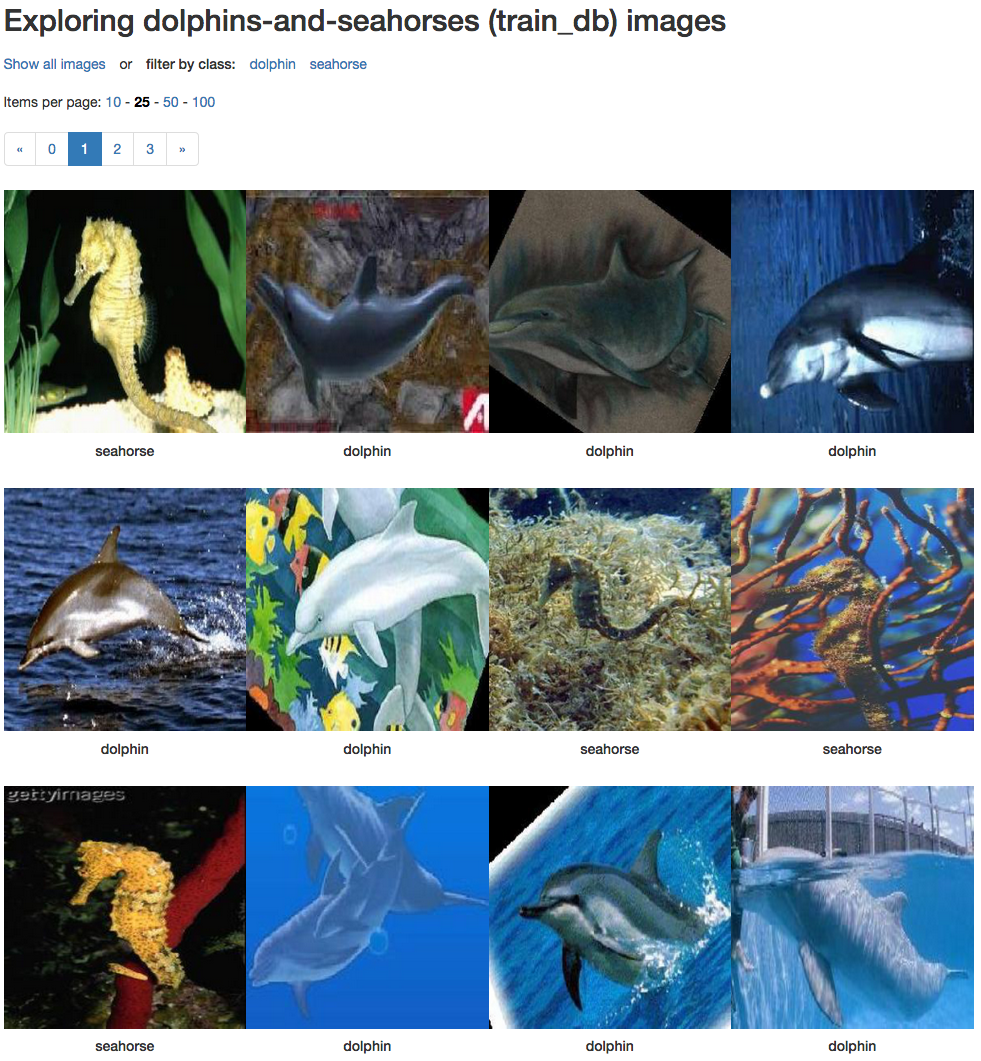 Exploring dolphins-and-seahorses (train_db) images
Show all images or filter by class: dolphin seahorse
Items per page: 10 - 25 - 50 - 100
« 0 1 2 3 »
seahorse dolphin dolphin dolphin
dolphin dolphin seahorse seahorse
gettyimages
seahorse dolphin dolphin dolphin